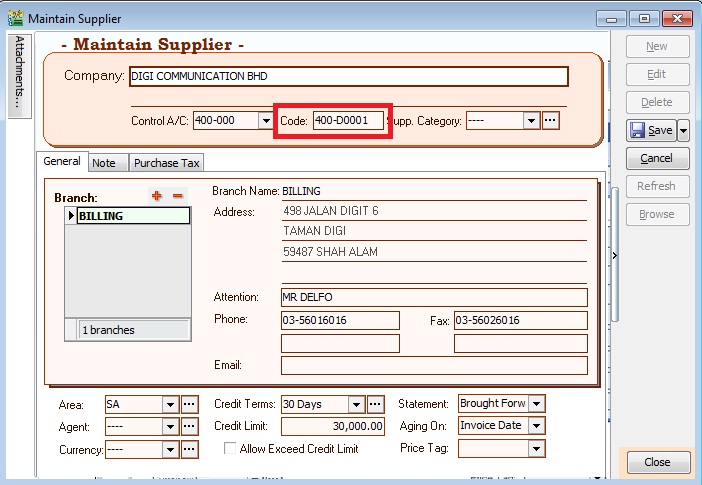 Maintain Supplier
Attachments...
- Maintain Supplier -
Company: DIGI COMMUNICATION BHD
Control A/C: 400-000 Code: 400-D0001 Supp. Category: ----
General Note Purchase Tax
Branch:
BILLING
1 branches
Branch Name: BILLING
Address: 498 JALAN DIGIT 6
TAMAN DIGI
59487 SHAH ALAM
Attention: MR DELFO
Phone: 03-56016016 Fax: 03-56026016
Email:
Area: SA Credit Terms: 30 Days Statement: Brought Forw
Agent: ---- Credit Limit: 30,000.00 Aging On: Invoice Date
Currency: ---- Allow Exceed Credit Limit Price Tag:
New
Edit
Delete
Save
Cancel
Refresh
Browse
Close